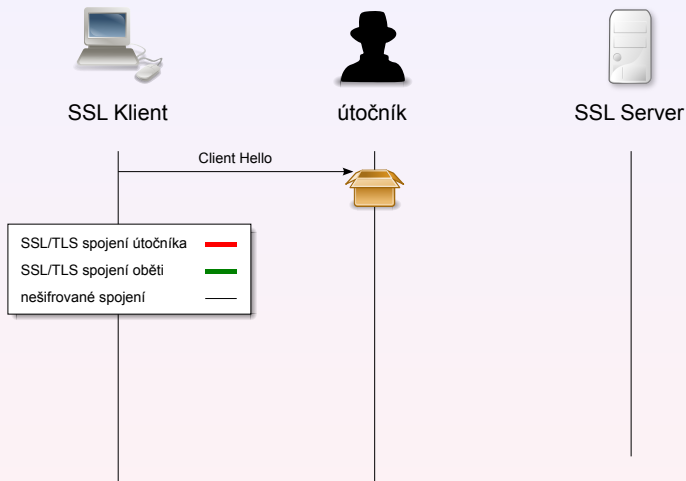 SSL Klient
útočník
SSL Server
Client Hello
SSL/TLS spojení útočníka
SSL/TLS spojení oběti
nešifrované spojení